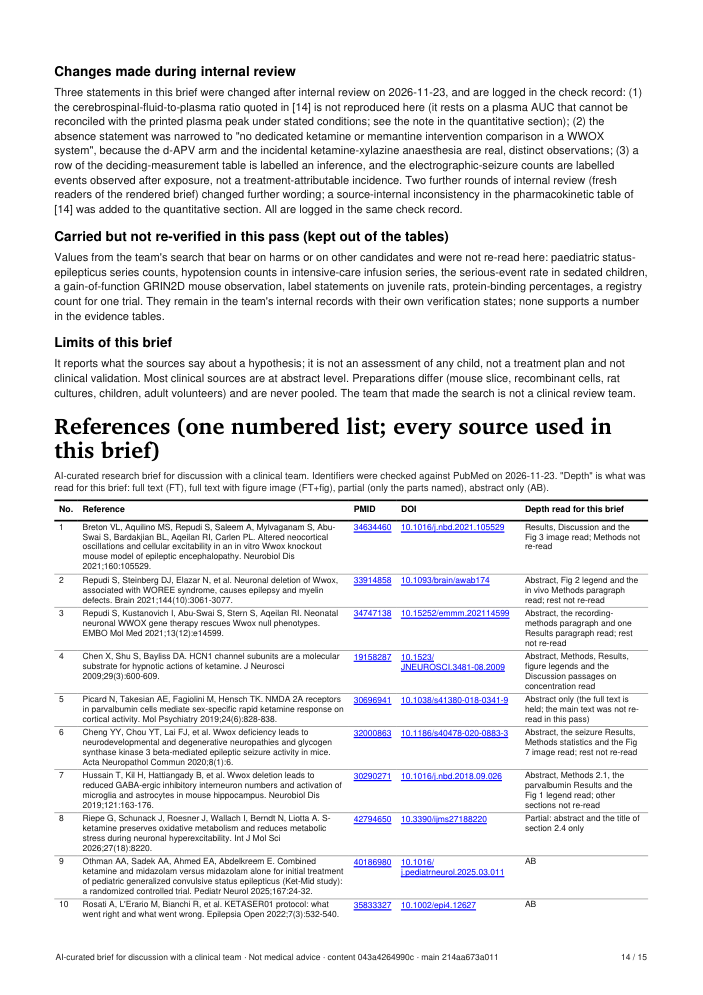 Changes made during internal review
Three statements in this brief were changed after internal review on 2026-11-23, and are logged in the check record: (1)
the cerebrospinal-fluid-to-plasma ratio quoted in [14] is not reproduced here (it rests on a plasma AUC that cannot be
reconciled with the printed plasma peak under stated conditions; see the note in the quantitative section); (2) the
absence statement was narrowed to "no dedicated ketamine or memantine intervention comparison in a WWOX
system", because the d-APV arm and the incidental ketamine-xylazine anaesthesia are real, distinct observations; (3) a
row of the deciding-measurement table is labelled an inference, and the electrographic-seizure counts are labelled
events observed after exposure, not a treatment-attributable incidence. Two further rounds of internal review (fresh
readers of the rendered brief) changed further wording; a source-internal inconsistency in the pharmacokinetic table of
[14] was added to the quantitative section. All are logged in the same check record.
Carried but not re-verified in this pass (kept out of the tables)
Values from the team's search that bear on harms or on other candidates and were not re-read here: paediatric status-
epilepticus series counts, hypotension counts in intensive-care infusion series, the serious-event rate in sedated children,
a gain-of-function GRIN2D mouse observation, label statements on juvenile rats, protein-binding percentages, a registry
count for one trial. They remain in the team's internal records with their own verification states; none supports a number
in the evidence tables.
Limits of this brief
It reports what the sources say about a hypothesis; it is not an assessment of any child, not a treatment plan and not
clinical validation. Most clinical sources are at abstract level. Preparations differ (mouse slice, recombinant cells, rat
cultures, children, adult volunteers) and are never pooled. The team that made the search is not a clinical review team.
References (one numbered list; every source used in
this brief)
AI-curated research brief for discussion with a clinical team. Identifiers were checked against PubMed on 2026-11-23. "Depth" is what was
read for this brief: full text (FT), full text with figure image (FT+fig), partial (only the parts named), abstract only (AB).
No. Reference PMID DOI Depth read for this brief
1 Breton VL, Aquilino MS, Repudi S, Saleem A, Mylvaganam S, Abu- 34634460 10.1016/j.nbd.2021.105529 Results, Discussion and the
Swai S, Bardakjian BL, Aqeilan RI, Carlen PL. Altered neocortical Fig 3 image read; Methods not
oscillations and cellular excitability in an in vitro Wwox knockout re-read
mouse model of epileptic encephalopathy. Neurobiol Dis
2021;160:105529.
2 Repudi S, Steinberg DJ, Elazar N, et al. Neuronal deletion of Wwox, 33914858 10.1093/brain/awab174 Abstract, Fig 2 legend and the
associated with WOREE syndrome, causes epilepsy and myelin in vivo Methods paragraph
defects. Brain 2021;144(10):3061-3077. read; rest not re-read
3 Repudi S, Kustanovich I, Abu-Swai S, Stern S, Aqeilan RI. Neonatal 34747138 10.15252/emmm.202114599 Abstract, the recording-
neuronal WWOX gene therapy rescues Wwox null phenotypes. methods paragraph and one
EMBO Mol Med 2021;13(12):e14599. Results paragraph read; rest
not re-read
4 Chen X, Shu S, Bayliss DA. HCN1 channel subunits are a molecular 19158287 10.1523/ Abstract, Methods, Results,
substrate for hypnotic actions of ketamine. J Neurosci JNEUROSCI.3481-08.2009 figure legends and the
2009;29(3):600-609. Discussion passages on
concentration read
5 Picard N, Takesian AE, Fagiolini M, Hensch TK. NMDA 2A receptors 30696941 10.1038/s41380-018-0341-9 Abstract only (the full text is
in parvalbumin cells mediate sex-specific rapid ketamine response on held; the main text was not re-
cortical activity. Mol Psychiatry 2019;24(6):828-838. read in this pass)
6 Cheng YY, Chou YT, Lai FJ, et al. Wwox deficiency leads to 32000863 10.1186/s40478-020-0883-3 Abstract, the seizure Results,
neurodevelopmental and degenerative neuropathies and glycogen Methods statistics and the Fig
synthase kinase 3 beta-mediated epileptic seizure activity in mice. 7 image read; rest not re-read
Acta Neuropathol Commun 2020;8(1):6.
7 Hussain T, Kil H, Hattiangady B, et al. Wwox deletion leads to 30290271 10.1016/j.nbd.2018.09.026 Abstract, Methods 2.1, the
reduced GABA-ergic inhibitory interneuron numbers and activation of parvalbumin Results and the
microglia and astrocytes in mouse hippocampus. Neurobiol Dis Fig 1 legend read; other
2019;121:163-176. sections not re-read
8 Riepe G, Schunack J, Roesner J, Wallach I, Berndt N, Liotta A. S- 42794650 10.3390/ijms27188220 Partial: abstract and the title of
ketamine preserves oxidative metabolism and reduces metabolic section 2.4 only
stress during neuronal hyperexcitability. Int J Mol Sci
2026;27(18):8220.
9 Othman AA, Sadek AA, Ahmed EA, Abdelkreem E. Combined 40186980 10.1016/ AB
ketamine and midazolam versus midazolam alone for initial treatment j.pediatrneurol.2025.03.011
of pediatric generalized convulsive status epilepticus (Ket-Mid study):
a randomized controlled trial. Pediatr Neurol 2025;167:24-32.
10 Rosati A, L'Erario M, Bianchi R, et al. KETASER01 protocol: what 35833327 10.1002/epi4.12627 AB
went right and what went wrong. Epilepsia Open 2022;7(3):532-540.
AI-curated brief for discussion with a clinical team · Not medical advice · content 043a4264990c · main 214aa673a011 14 / 15